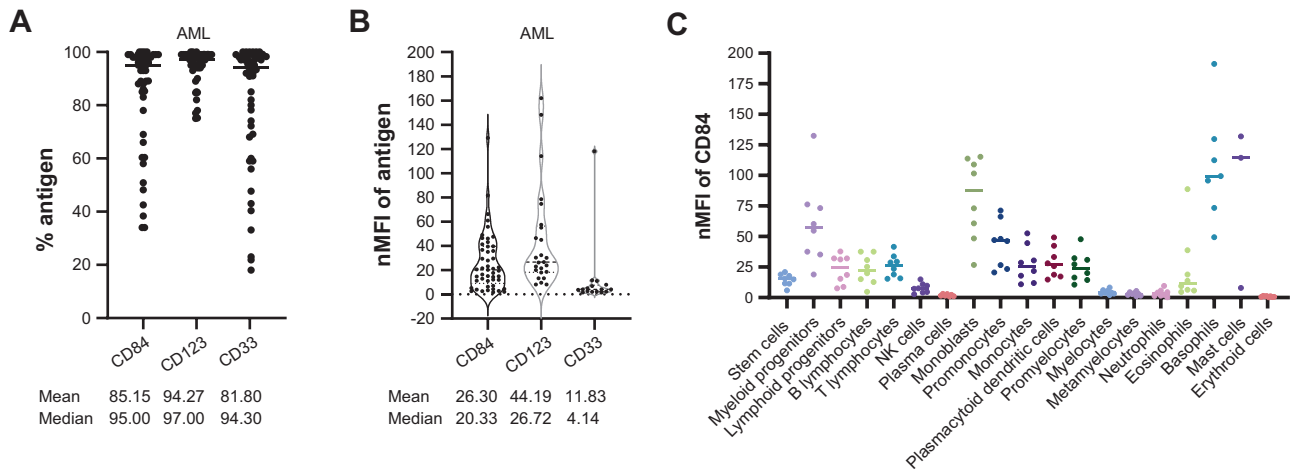 A
AML
% antigen
100
80
60
100
40
20
0
CD84
CD123
CD33
Mean 85.15 94.27 81.80
Median 95.00 97.00 94.30
B
AML
nMFI of antigen
200
180
160
140
120
100
80
60
40
20
0
-20
CD84
CD123
CD33
Mean 26.30 44.19 11.83
Median 20.33 26.72 4.14
C
nMFI of CD84
200
175
150
125
100
75
50
25
0
Stem cells
Myeloid progenitors
Lymphoid progenitors
B lymphocytes
T lymphocytes
NK cells
Plasma cells
Monoblasts
Promonocytes
Monocytes
Plasmacytoid dendritic cells
Promyelocytes
Myelocytes
Metamyelocytes
Neutrophils
Eosinophils
Basophils
Mast cells
Erythroid cells